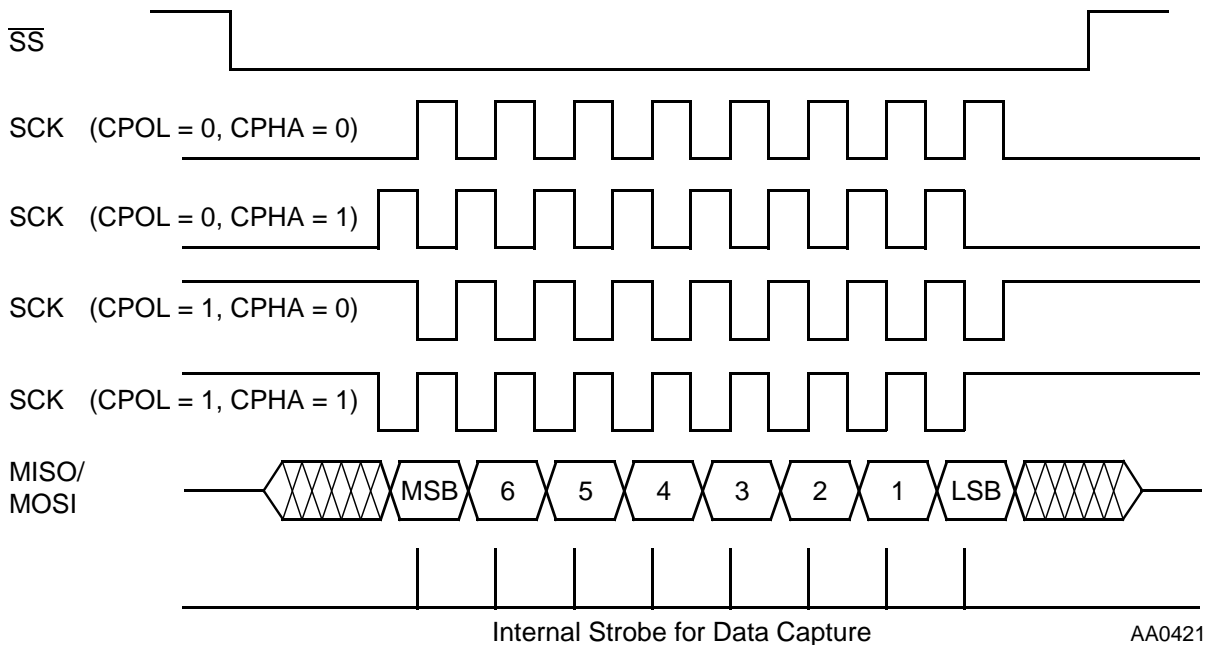 SS
SCK (CPOL = 0, CPHA = 0)
SCK (CPOL = 0, CPHA = 1)
SCK (CPOL = 1, CPHA = 0)
SCK (CPOL = 1, CPHA = 1)
MISO/
MOSI
MSB 6 5 4 3 2 1 LSB
Internal Strobe for Data Capture
AA0421